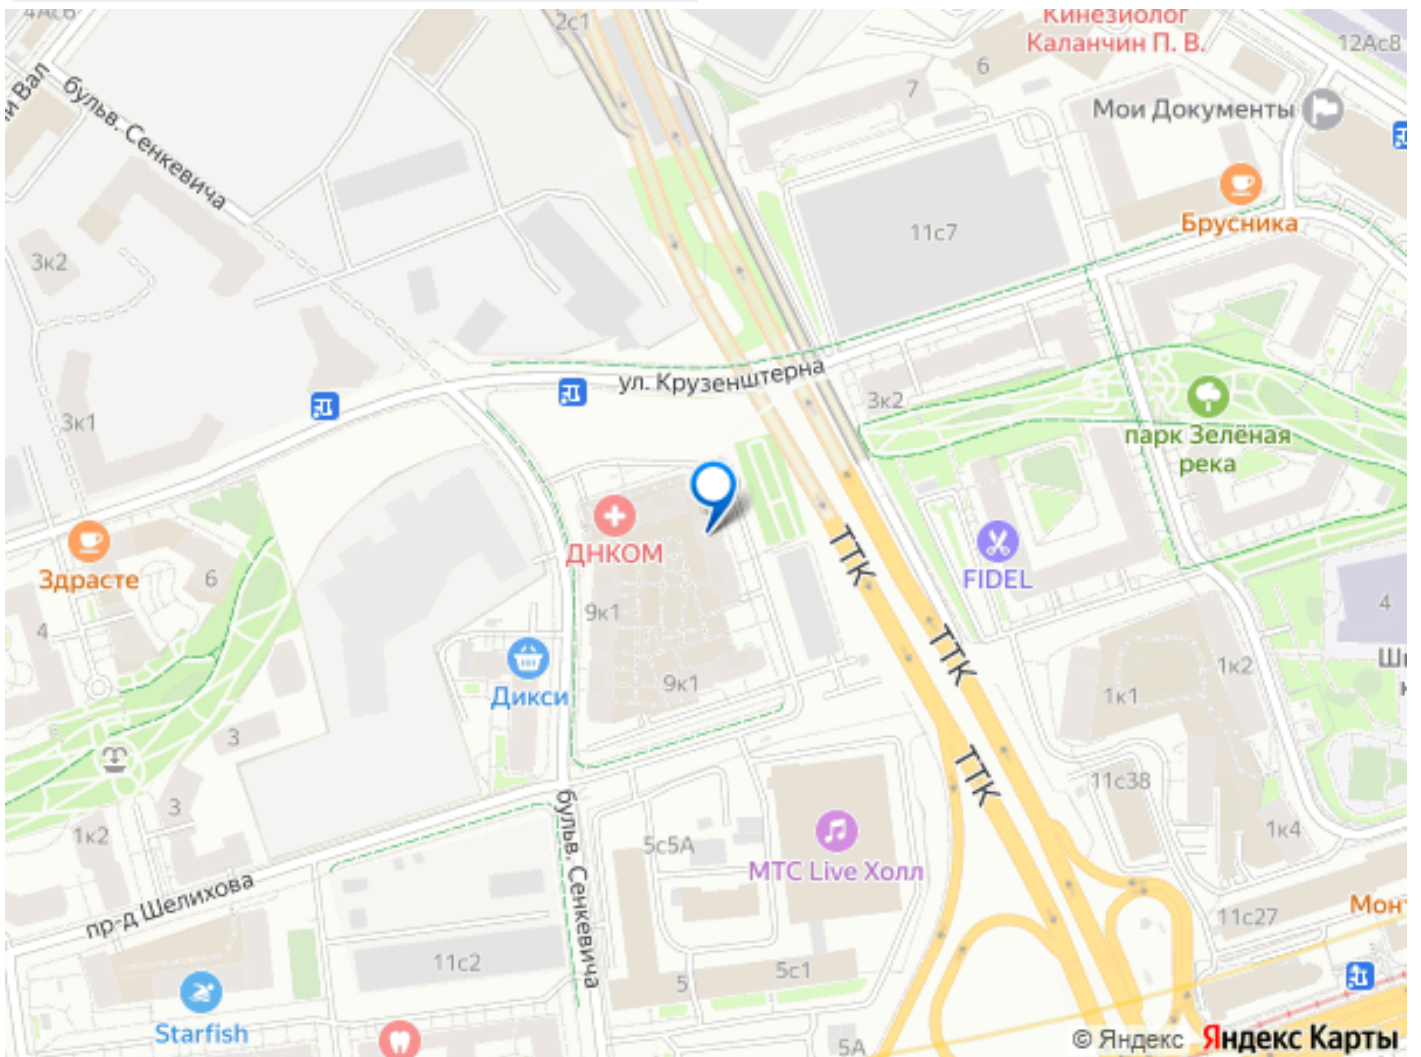 4Ас6
2с1
Кинезиолог
Каланчин П. В.
12Ас8
6
7
й Вал
бульв. Сенкевича
Мои Документы
Брусника
11с7
3к2
ул. Крузенштерна
3к2
3к1
парк Зелёная
река
ДНКОМ
ТТК
FIDEL
Здрасте
6
4
9к1
4
ТТК
Дикси
9к1
1к2
1к1
3
ТТК
11с38
3
1к2
бульв. Сенкевича
5с5А
МТС Live Холл
1к4
пр-д Шелихова
11с27
11с2
5
5с1
Starfish
5А
© Яндекс Яндекс Карты